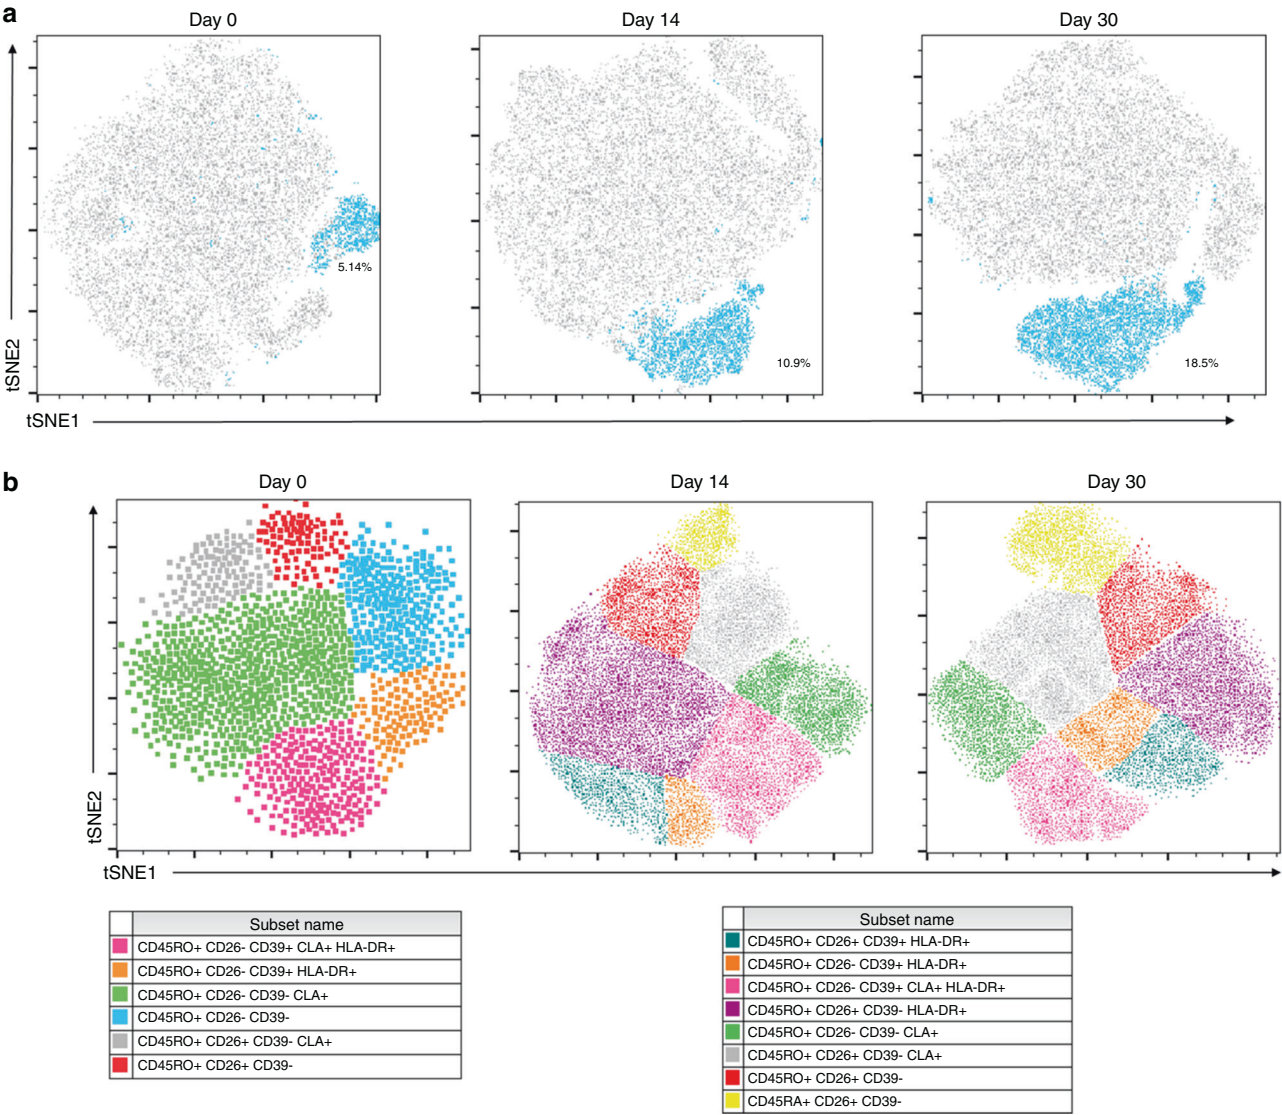 a
Day 0
Day 14
Day 30
5.14%
10.9%
18.5%
tSNE2
tSNE1
b
Day 0
Day 14
Day 30
tSNE2
tSNE1
Subset name
CD45RO+ CD26- CD39+ CLA+ HLA-DR+
CD45RO+ CD26- CD39+ HLA-DR+
CD45RO+ CD26- CD39- CLA+
CD45RO+ CD26- CD39-
CD45RO+ CD26+ CD39- CLA+
CD45RO+ CD26+ CD39-
Subset name
CD45RO+ CD26+ CD39+ HLA-DR+
CD45RO+ CD26- CD39+ HLA-DR+
CD45RO+ CD26- CD39+ CLA+ HLA-DR+
CD45RO+ CD26+ CD39- HLA-DR+
CD45RO+ CD26- CD39- CLA+
CD45RO+ CD26+ CD39- CLA+
CD45RO+ CD26+ CD39-
CD45RA+ CD26+ CD39-